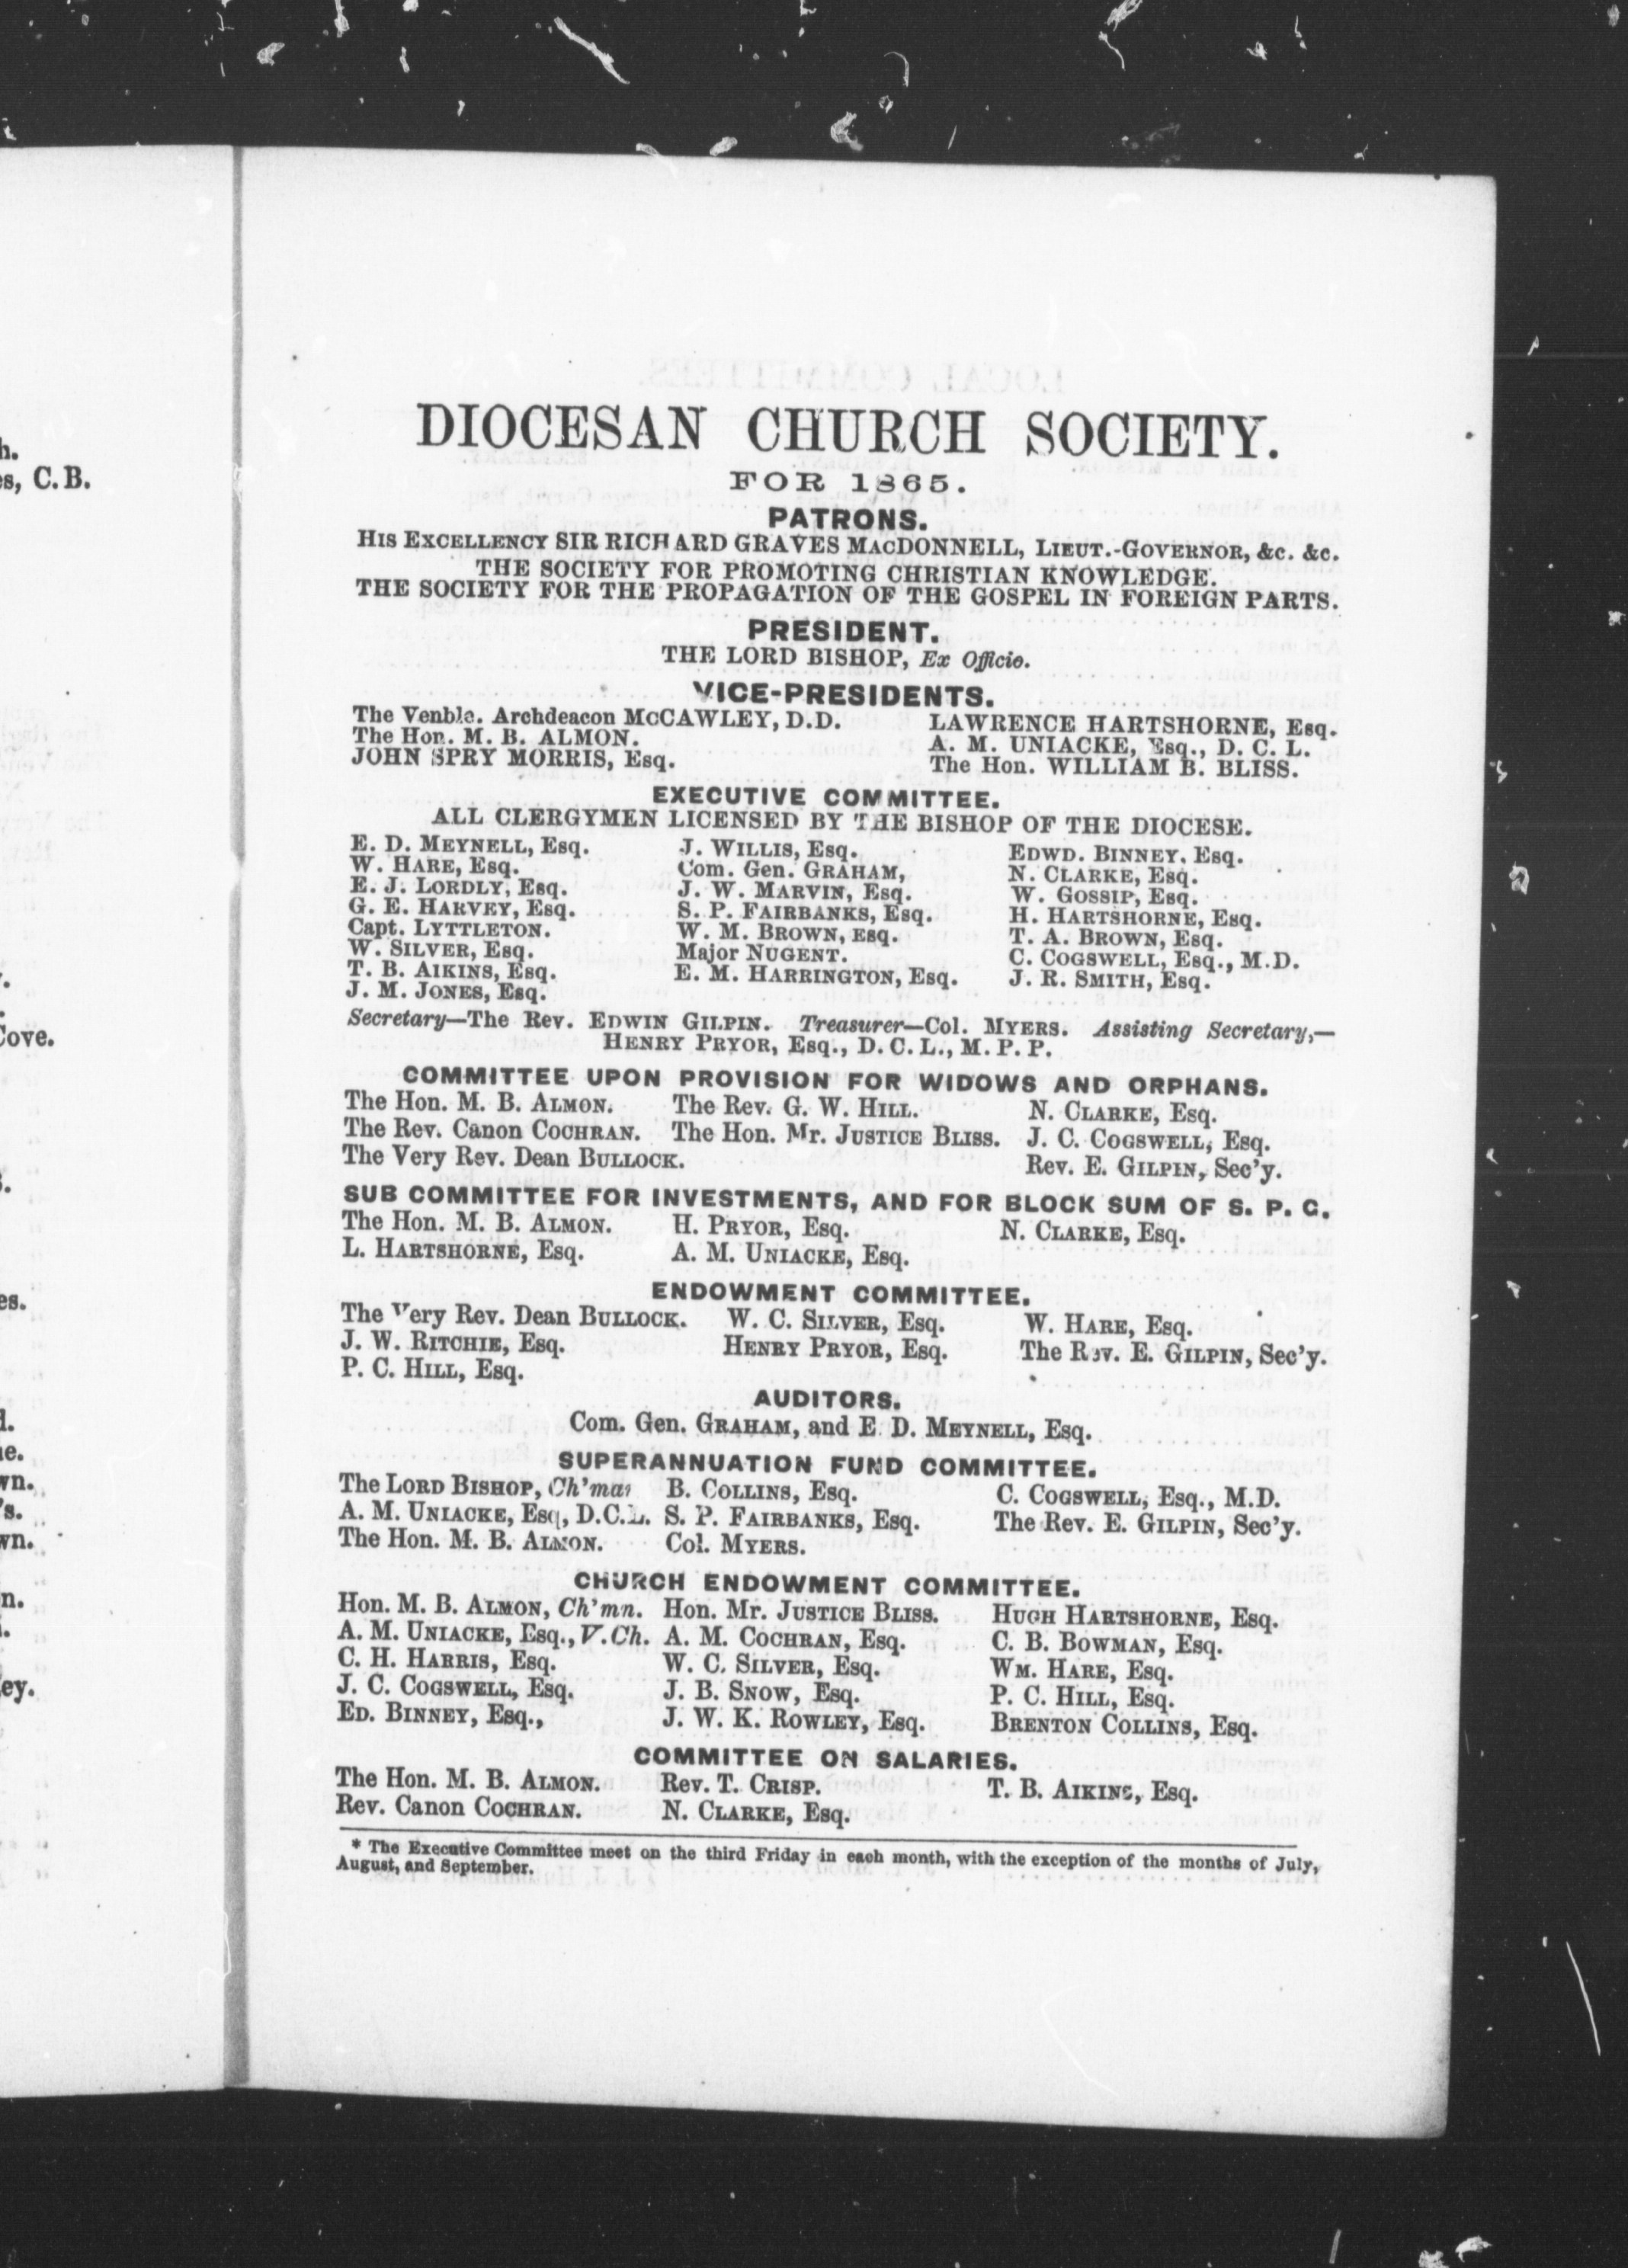 h.
es, C.B.
Cove.
es.
d.
ne.
wn.
's.
wn.
n.
ey.
DIOCESAN CHURCH SOCIETY.
FOR 1865.
PATRONS.
His Excellency SIR RICHARD GRAVES MacDONNELL, Lieut.-Governor, &c. &c.
THE SOCIETY FOR PROMOTING CHRISTIAN KNOWLEDGE.
THE SOCIETY FOR THE PROPAGATION OF THE GOSPEL IN FOREIGN PARTS.
PRESIDENT.
THE LORD BISHOP, Ex Officio.
VICE-PRESIDENTS.
The Venble. Archdeacon McCAWLEY, D.D. LAWRENCE HARTSHORNE, Esq.
The Hon. M. B. ALMON. A. M. UNIACKE, Esq., D. C. L.
JOHN SPRY MORRIS, Esq. The Hon. WILLIAM B. BLISS.
EXECUTIVE COMMITTEE.
ALL CLERGYMEN LICENSED BY THE BISHOP OF THE DIOCESE.
E. D. Meynell, Esq. J. Willis, Esq. Edwd. Binney, Esq.
W. Hare, Esq. Com. Gen. Graham, N. Clarke, Esq.
E. J. Lordly, Esq. J. W. Marvin, Esq. W. Gossip, Esq.
G. E. Harvey, Esq. S. P. Fairbanks, Esq. H. Hartshorne, Esq.
Capt. Lyttleton. W. M. Brown, Esq. T. A. Brown, Esq.
W. Silver, Esq. Major Nugent. C. Cogswell, Esq., M.D.
T. B. Aikins, Esq. E. M. Harrington, Esq. J. R. Smith, Esq.
J. M. Jones, Esq.
Secretary—The Rev. Edwin Gilpin. Treasurer—Col. Myers. Assisting Secretary,—
Henry Pryor, Esq., D. C. L., M. P. P.
COMMITTEE UPON PROVISION FOR WIDOWS AND ORPHANS.
The Hon. M. B. Almon. The Rev. G. W. Hill. N. Clarke, Esq.
The Rev. Canon Cochran. The Hon. Mr. Justice Bliss. J. C. Cogswell, Esq.
The Very Rev. Dean Bullock. Rev. E. Gilpin, Sec'y.
SUB COMMITTEE FOR INVESTMENTS, AND FOR BLOCK SUM OF S. P. G.
The Hon. M. B. Almon. H. Pryor, Esq. N. Clarke, Esq.
L. Hartshorne, Esq. A. M. Uniacke, Esq.
ENDOWMENT COMMITTEE.
The Very Rev. Dean Bullock. W. C. Silver, Esq. W. Hare, Esq.
J. W. Ritchie, Esq. Henry Pryor, Esq. The Rev. E. Gilpin, Sec'y.
P. C. Hill, Esq.
AUDITORS.
Com. Gen. Graham, and E. D. Meynell, Esq.
SUPERANNUATION FUND COMMITTEE.
The Lord Bishop, Ch'man B. Collins, Esq. C. Cogswell, Esq., M.D.
A. M. Uniacke, Esq, D.C.L. S. P. Fairbanks, Esq. The Rev. E. Gilpin, Sec'y.
The Hon. M. B. Almon. Col. Myers.
CHURCH ENDOWMENT COMMITTEE.
Hon. M. B. Almon, Ch'mn. Hon. Mr. Justice Bliss. Hugh Hartshorne, Esq.
A. M. Uniacke, Esq., V. Ch. A. M. Cochran, Esq. C. B. Bowman, Esq.
C. H. Harris, Esq. W. C. Silver, Esq. Wm. Hare, Esq.
J. C. Cogswell, Esq. J. B. Snow, Esq. P. C. Hill, Esq.
Ed. Binney, Esq., J. W. K. Rowley, Esq. Brenton Collins, Esq.
COMMITTEE ON SALARIES.
The Hon. M. B. Almon. Rev. T. Crisp. T. B. Aikins, Esq.
Rev. Canon Cochran. N. Clarke, Esq.
* The Executive Committee meet on the third Friday in each month, with the exception of the months of July,
August, and September.